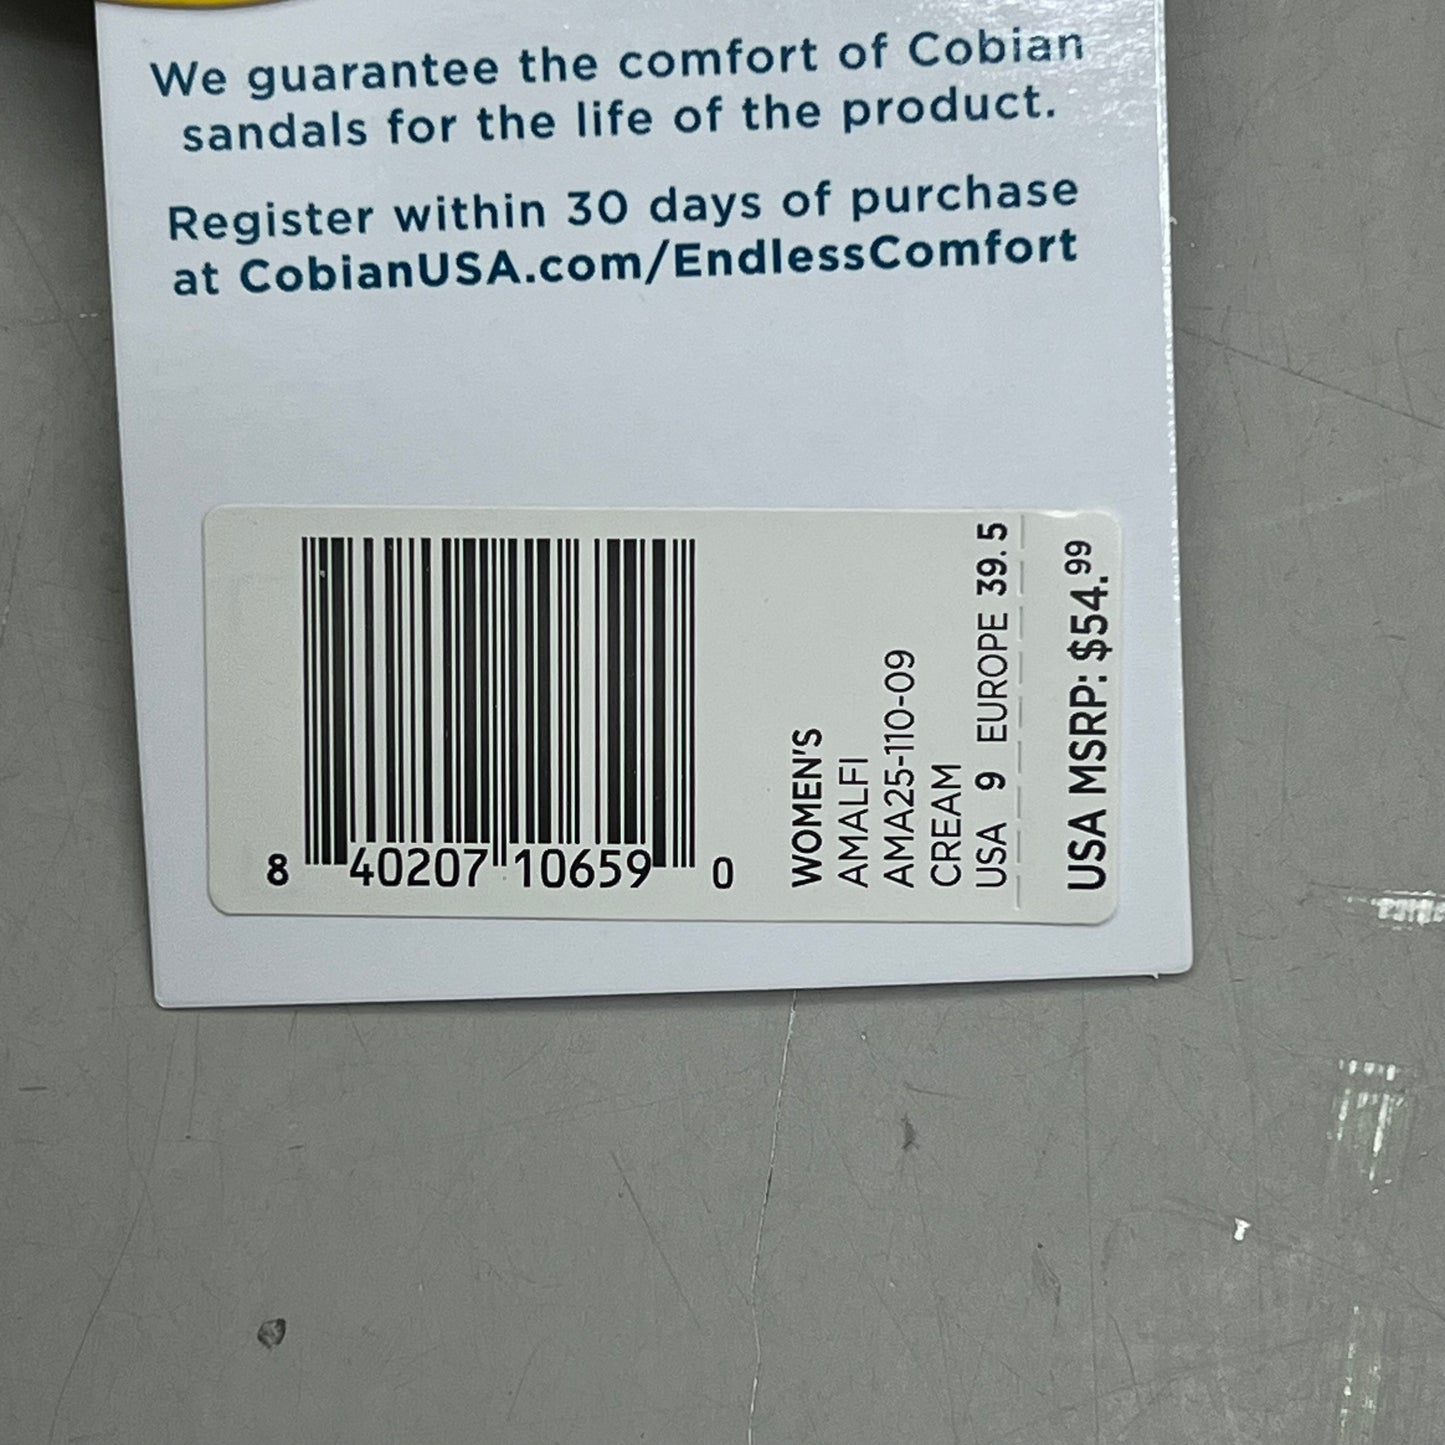 We guarantee the comfort of Cobian
sandals for the life of the product.
Register within 30 days of purchase
at CobianUSA.com/EndlessComfort
8 40207 10659 0
WOMEN'S
AMALFI
AMA25-110-09
CREAM
USA 9 EUROPE 39.5
USA MSRP: $54.99